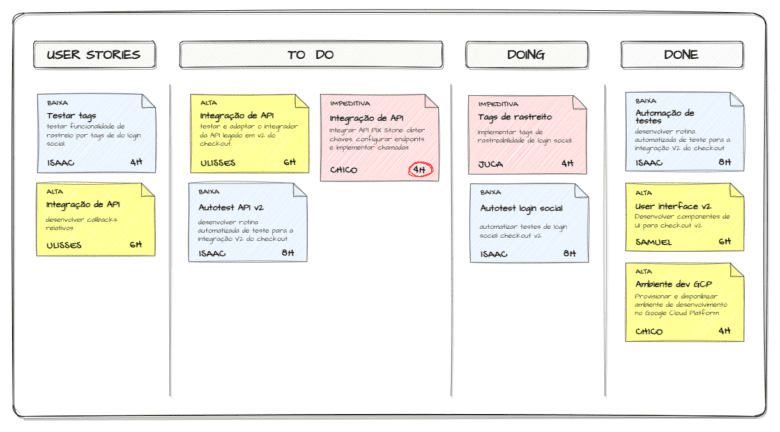 USER STORIES
TO DO
DOING
DONE
BAIXA
Testar tags
testar funcionalidade de
rastreio por tags de do login
social
ISAAC 4H
ALTA
Integração de API
desenvolver callbacks
relativos
ULISSES 6H
ALTA
Integração de API
testar e adaptar o integrador
da API legado em v2 do
checkout
ULISSES 6H
IMPEDITIVA
Integração de API
Integrar API PIX Stone: obter
chaves, configurar endpoints
e implementar chamadas
CHICO 4H
BAIXA
Autotest API v2
desenvolver rotina
automatizada de teste para a
integração V2 do checkout
ISAAC 8H
IMPEDITIVA
Tags de rastreito
Implementar tags de
rastreabilidade de login social
JUCA 4H
BAIXA
Autotest login social
automatizar testes de login
social checkout v2
ISAAC 8H
BAIXA
Automação de
testes
desenvolver rotina
automatizada de teste para a
integração V2 do checkout
ISAAC 8H
ALTA
User interface v2
Desenvolver componentes de
UI para checkout v2
SAMUEL 6H
ALTA
Ambiente dev GCP
Provisionar e disponibilizar
ambiente de desenvolvimento
no Google Cloud Platform
CHICO 4H